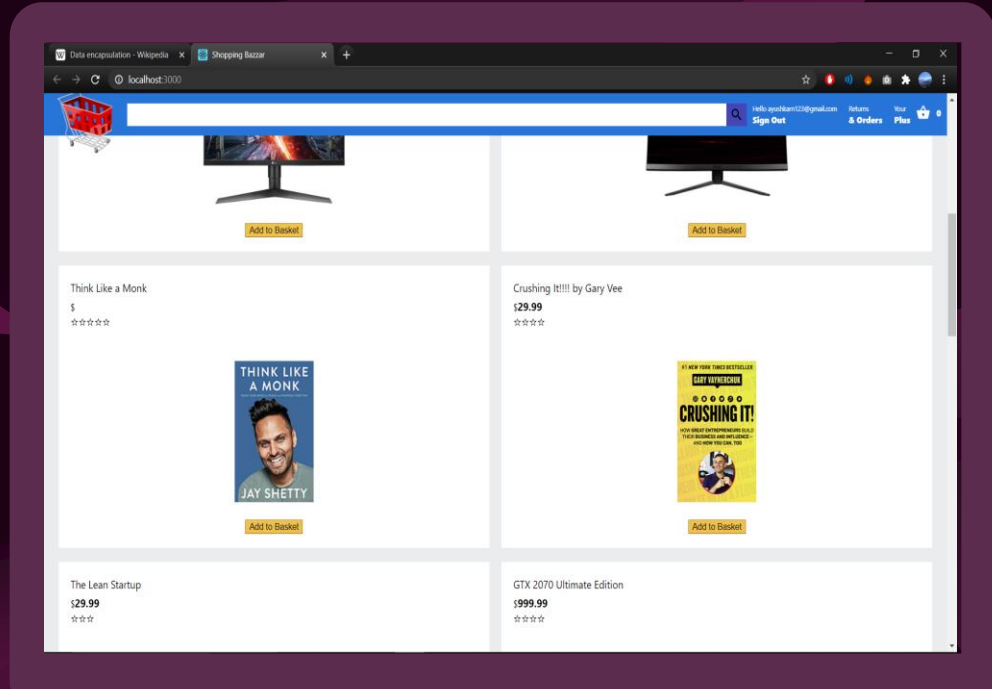 Data encapsulation - Wikipedia
Shopping Bazzar
localhost:3000
Hello ayushkam123@gmail.com
Sign Out
Returns
& Orders
Your
Plus
0
Add to Basket
Add to Basket
Think Like a Monk
$
☆☆☆☆☆
Crushing It!!!! by Gary Vee
$29.99
☆☆☆☆
THINK LIKE
A MONK
JAY SHETTY
#1 NEW YORK TIMES BESTSELLER
GARY VAYNERCHUK
CRUSHING IT!
HOW GREAT ENTREPRENEURS BUILD
THEIR BUSINESS AND INFLUENCE—
AND HOW YOU CAN, TOO
Add to Basket
Add to Basket
The Lean Startup
$29.99
☆☆☆
GTX 2070 Ultimate Edition
$999.99
☆☆☆☆